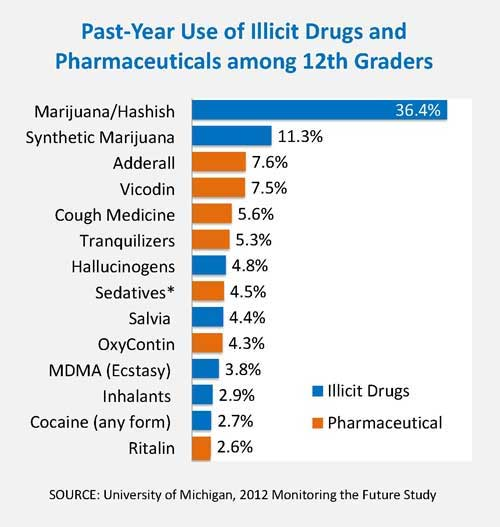 Past-Year Use of Illicit Drugs and
Pharmaceuticals among 12th Graders
Marijuana/Hashish 36.4%
Synthetic Marijuana 11.3%
Adderall 7.6%
Vicodin 7.5%
Cough Medicine 5.6%
Tranquilizers 5.3%
Hallucinogens 4.8%
Sedatives* 4.5%
Salvia 4.4%
OxyContin 4.3%
MDMA (Ecstasy) 3.8%
Inhalants 2.9%
Cocaine (any form) 2.7%
Ritalin 2.6%
Illicit Drugs
Pharmaceutical
SOURCE: University of Michigan, 2012 Monitoring the Future Study